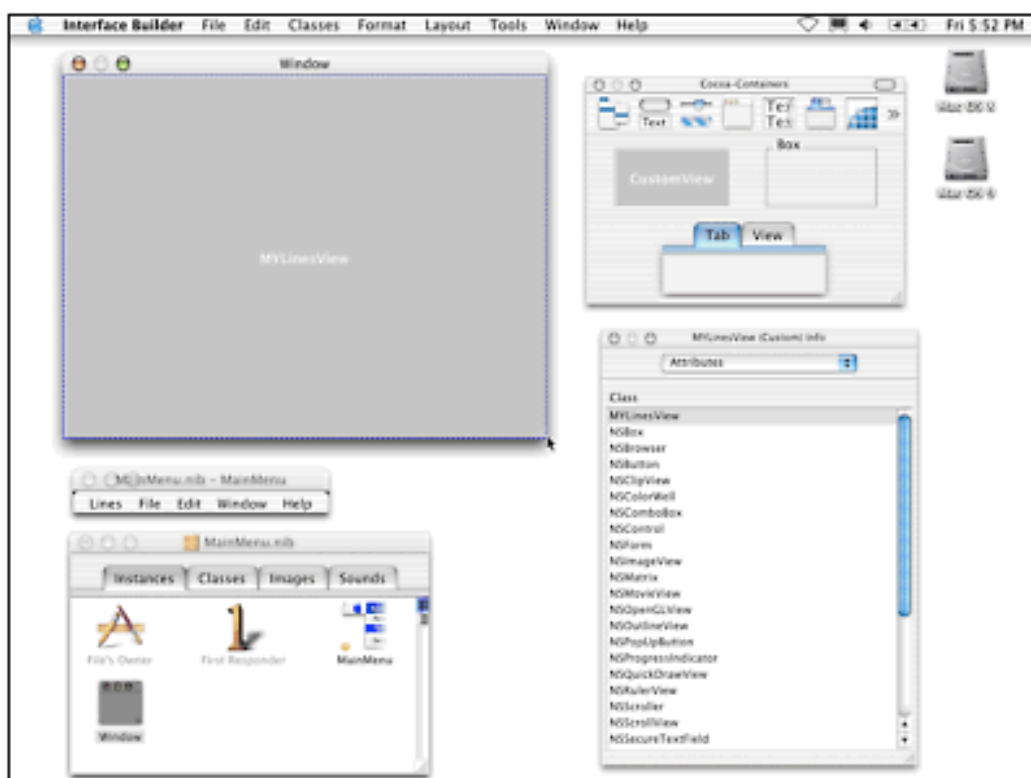 Interface Builder File Edit Classes Format Layout Tools Window Help Fri 5:52 PM
Window
MYLinesView
Cocoa-Containers
Text
CustomView
Box
Tab View
MYLinesView (Custom) Info
Attributes
Class
MYLinesView
NSBox
NSBrowser
NSButton
NSClipView
NSColorWell
NSComboBox
NSControl
NSForm
NSImageView
NSMatrix
NSMovieView
NSOpenGLView
NSOutlineView
NSPopUpButton
NSProgressIndicator
NSQuickDrawView
NSRulerView
NSScroller
NSScrollView
NSSecureTextField
MainMenu.nib - MainMenu
Lines File Edit Window Help
MainMenu.nib
Instances Classes Images Sounds
File's Owner First Responder MainMenu
Window